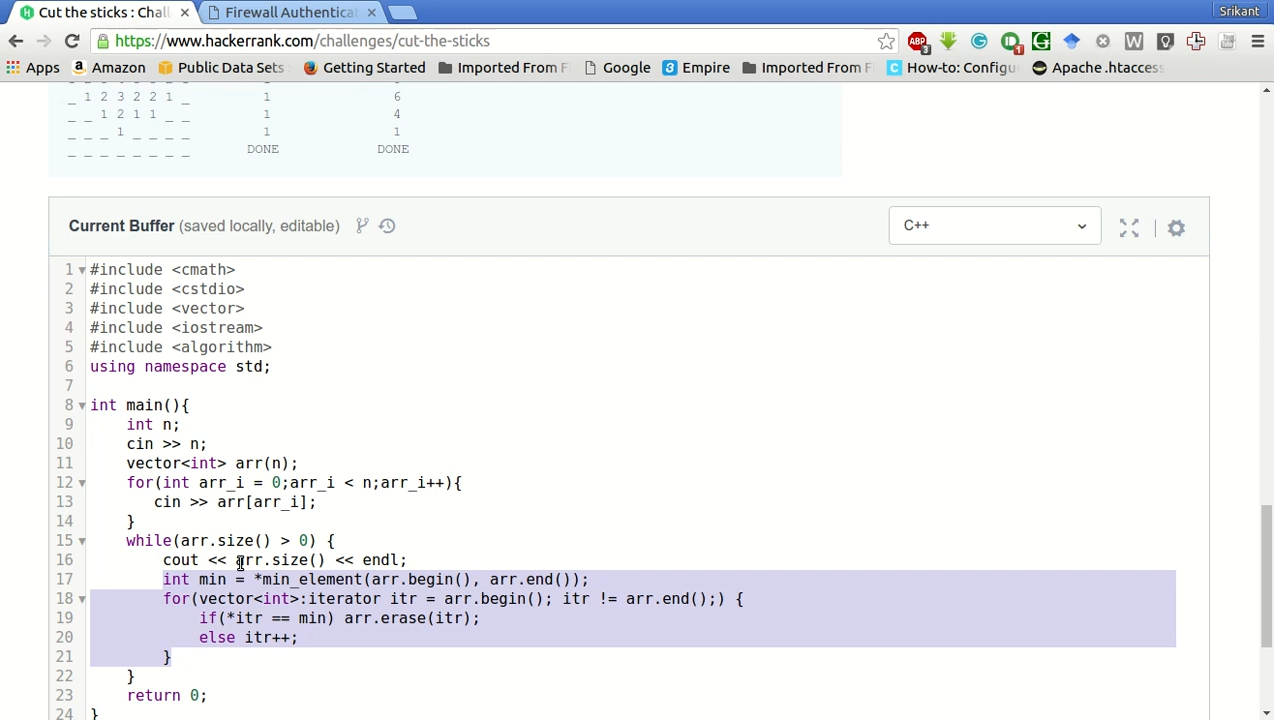 Cut the sticks : Chall
Firewall Authenticat
Srikant
https://www.hackerrank.com/challenges/cut-the-sticks
ABP
3
1
G
W
Apps
Amazon
Public Data Sets
Getting Started
Imported From F
Google
Empire
Imported From F
How-to: Configu
Apache .htaccess
_ 1 2 3 2 2 1 _ 1 6
_ _ 1 2 1 1 _ _ 1 4
_ _ _ 1 _ _ _ _ 1 1
_ _ _ _ _ _ _ _ DONE DONE
Current Buffer (saved locally, editable)
C++
1 #include <cmath>
2 #include <cstdio>
3 #include <vector>
4 #include <iostream>
5 #include <algorithm>
6 using namespace std;
7
8 int main(){
9 int n;
10 cin >> n;
11 vector<int> arr(n);
12 for(int arr_i = 0;arr_i < n;arr_i++){
13 cin >> arr[arr_i];
14 }
15 while(arr.size() > 0) {
16 cout << arr.size() << endl;
17 int min = *min_element(arr.begin(), arr.end());
18 for(vector<int>:iterator itr = arr.begin(); itr != arr.end();) {
19 if(*itr == min) arr.erase(itr);
20 else itr++;
21 }
22 }
23 return 0;
24 }